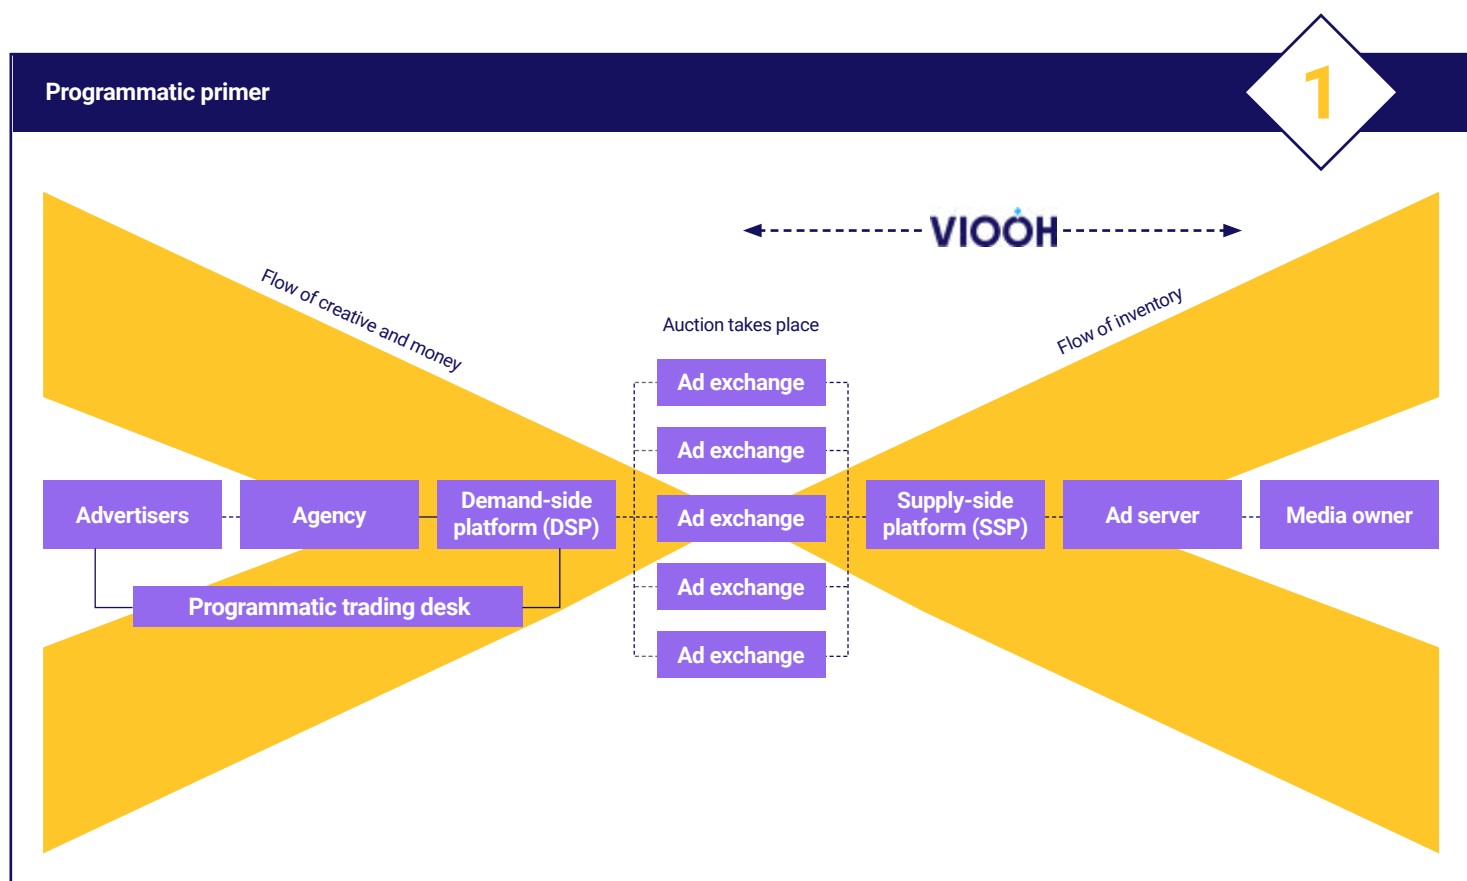 Programmatic primer
1
VIOOH
Flow of creative and money
Auction takes place
Flow of inventory
Ad exchange
Ad exchange
Advertisers
Agency
Demand-side
platform (DSP)
Ad exchange
Supply-side
platform (SSP)
Ad server
Media owner
Ad exchange
Programmatic trading desk
Ad exchange